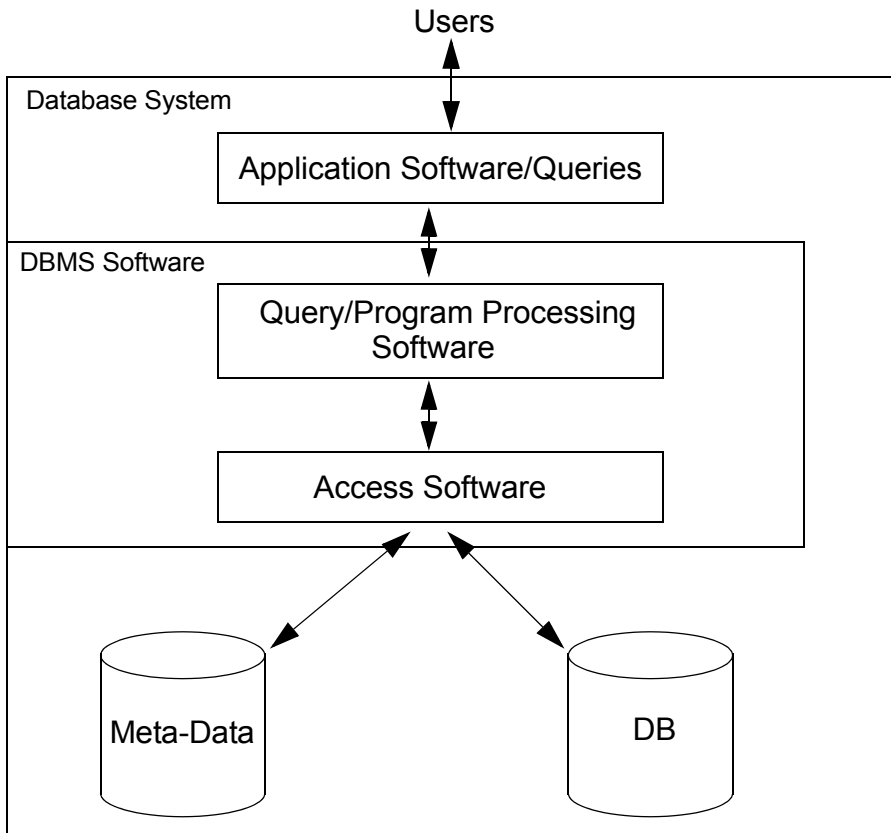 Users
Database System
Application Software/Queries
DBMS Software
Query/Program Processing
Software
Access Software
Meta-Data
DB